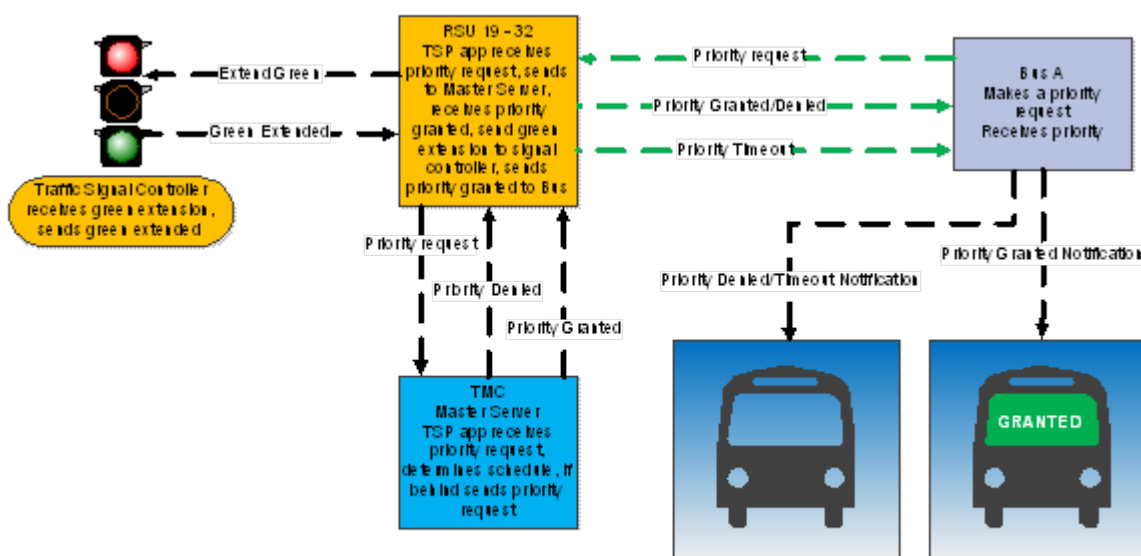 RSU 19 - 32
TSP app receives
priority request, sends
to Master Server,
receives priority
granted, send green
extension to signal
controller, sends
priority granted to Bus
Extend Green
Green Extended
Traffic Signal Controller
receives green extension,
sends green extended
Priority request
Priority Granted/Denied
Priority Timeout
Bus A
Makes a priority
request
Receives priority
Priority request
Priority Denied
Priority Granted
Priority Granted Notification
Priority Denied/Timeout Notification
TMC
Master Server
TSP app receives
priority request,
determines schedule, if
behind sends priority
request
GRANTED